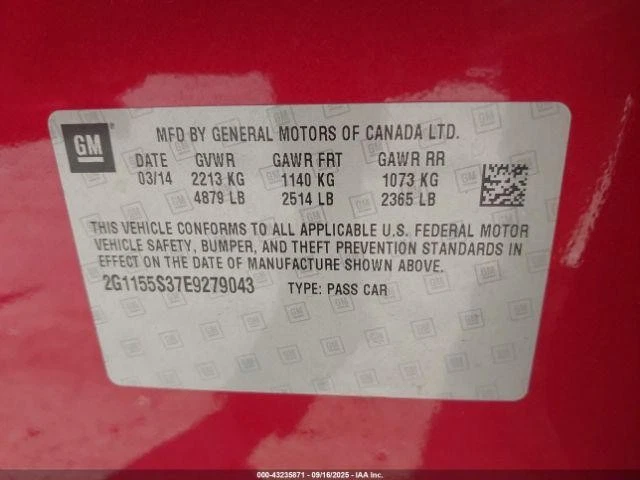 GM
MFD BY GENERAL MOTORS OF CANADA LTD.
DATE GVWR GAWR FRT GAWR RR
03/14 2213 KG 1140 KG 1073 KG
4879 LB 2514 LB 2365 LB
THIS VEHICLE CONFORMS TO ALL APPLICABLE U.S. FEDERAL MOTOR
VEHICLE SAFETY, BUMPER, AND THEFT PREVENTION STANDARDS IN
EFFECT ON THE DATE OF MANUFACTURE SHOWN ABOVE.
2G1155S37E9279043 TYPE: PASS CAR
000-43235871 - 09/16/2025 - IAA Inc.